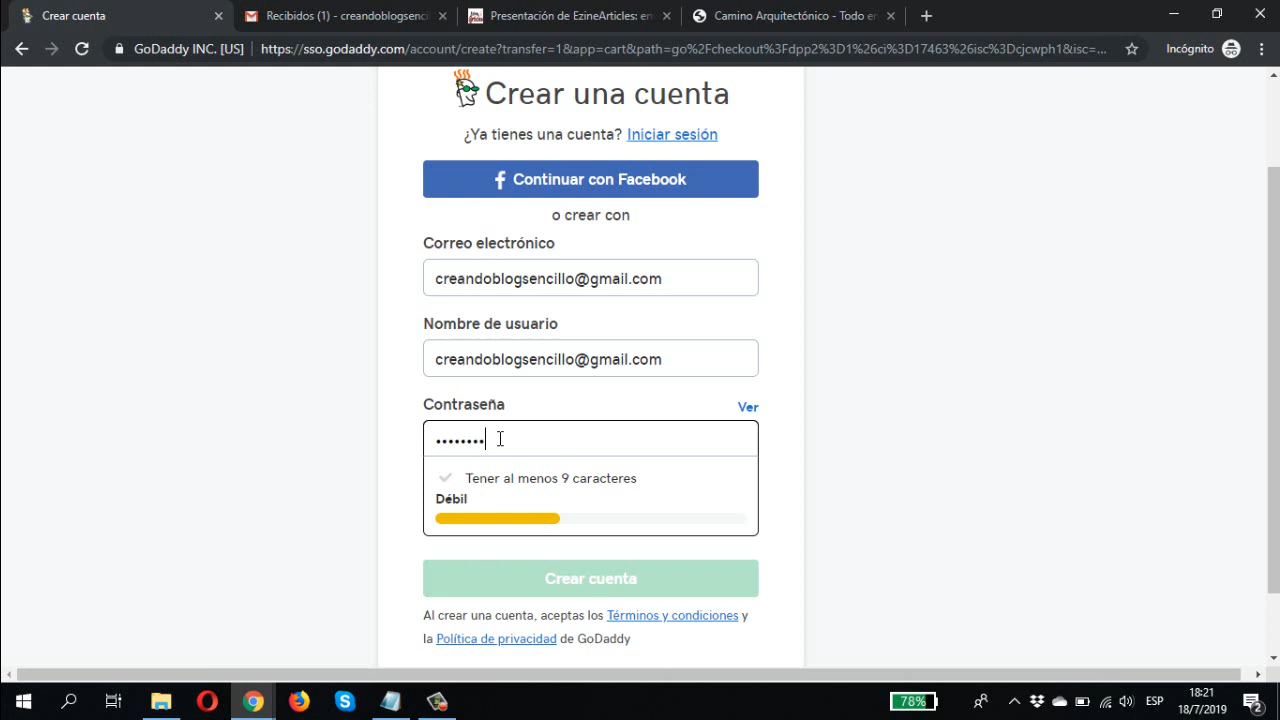 Crear cuenta
Recibidos (1) - creandoblogsenci
Presentación de EzineArticles: em
Camino Arquitectónico - Todo en
GoDaddy INC. [US]
https://sso.godaddy.com/account/create?transfer=1&app=cart&path=go%2Fcheckout%3Fdpp2%3D1%26ci%3D17463%26isc%3Dcjcwph1&isc=...
Incógnito
Crear una cuenta
¿Ya tienes una cuenta? Iniciar sesión
Continuar con Facebook
o crear con
Correo electrónico
creandoblogsencillo@gmail.com
Nombre de usuario
creandoblogsencillo@gmail.com
Contraseña
Ver
••••••••
Tener al menos 9 caracteres
Débil
Crear cuenta
Al crear una cuenta, aceptas los Términos y condiciones y
la Política de privacidad de GoDaddy
78%
ESP
18:21
18/7/2019
2